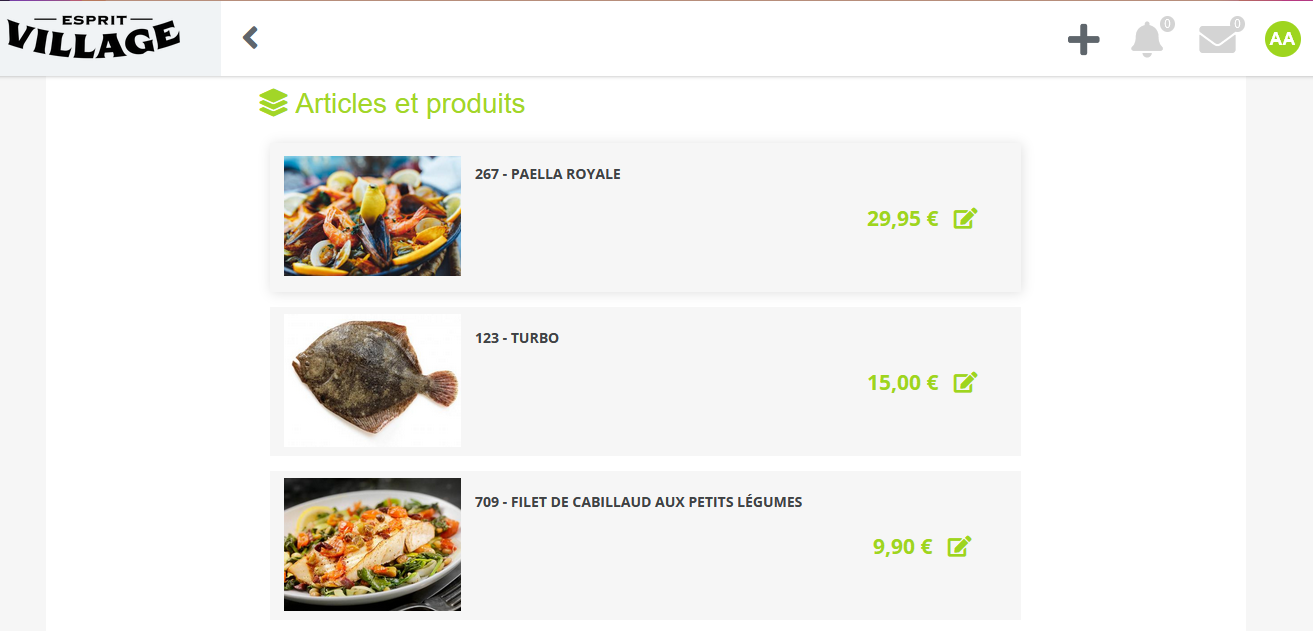 ESPRIT
VILLAGE
0
0
AA
Articles et produits
267 - PAELLA ROYALE
29,95 €
123 - TURBO
15,00 €
709 - FILET DE CABILLAUD AUX PETITS LÉGUMES
9,90 €